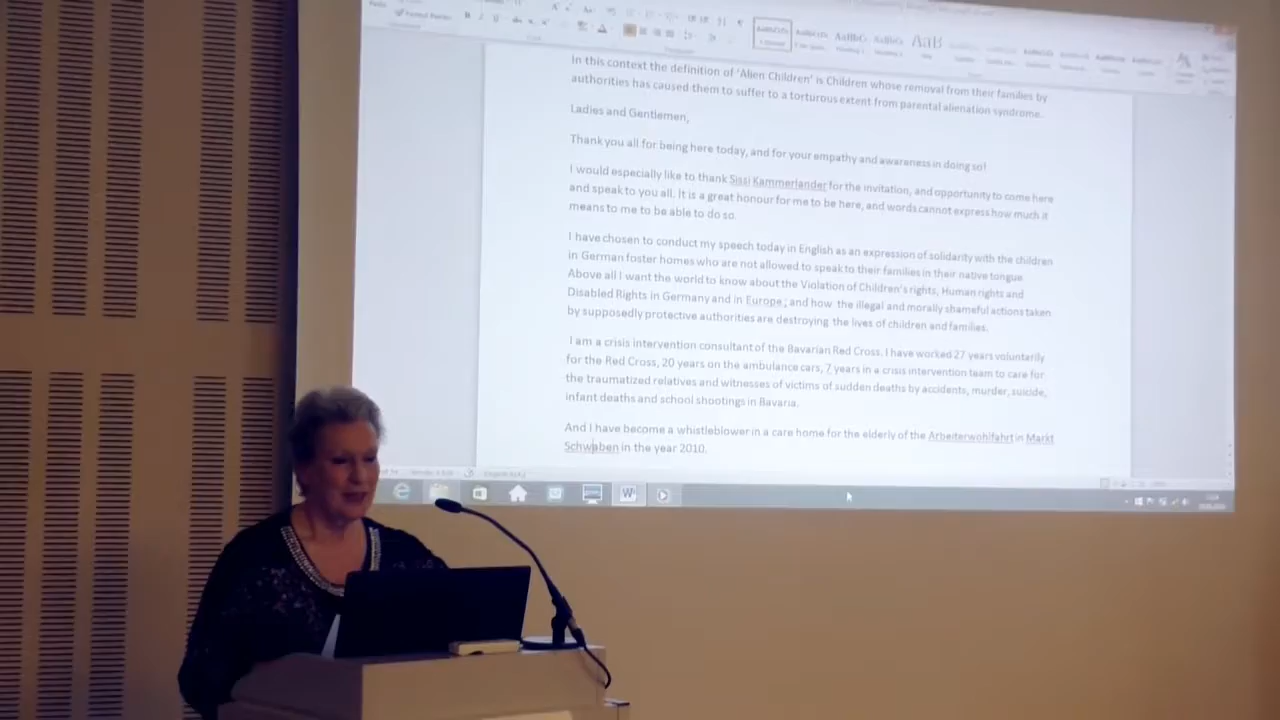 In this context the definition of 'Alien Children' is Children whose removal from their families by
authorities has caused them to suffer to a torturous extent from parental alienation syndrome.
Ladies and Gentlemen,
Thank you all for being here today, and for your empathy and awareness in doing so!
I would especially like to thank Sissi Kammerlander for the invitation, and opportunity to come here
and speak to you all. It is a great honour for me to be here, and words cannot express how much it
means to me to be able to do so.
I have chosen to conduct my speech today in English as an expression of solidarity with the children
in German foster homes who are not allowed to speak to their families in their native tongue
Above all I want the world to know about the Violation of Children's rights, Human rights and
Disabled Rights in Germany and in Europe ; and how the illegal and morally shameful actions taken
by supposedly protective authorities are destroying the lives of children and families.
I am a crisis intervention consultant of the Bavarian Red Cross. I have worked 27 years voluntarily
for the Red Cross, 20 years on the ambulance cars, 7 years in a crisis intervention team to care for
the traumatized relatives and witnesses of victims of sudden deaths by accidents, murder, suicide,
infant deaths and school shootings in Bavaria.
And I have become a whistleblower in a care home for the elderly of the Arbeiterwohlfahrt in Markt
Schwaben in the year 2010.